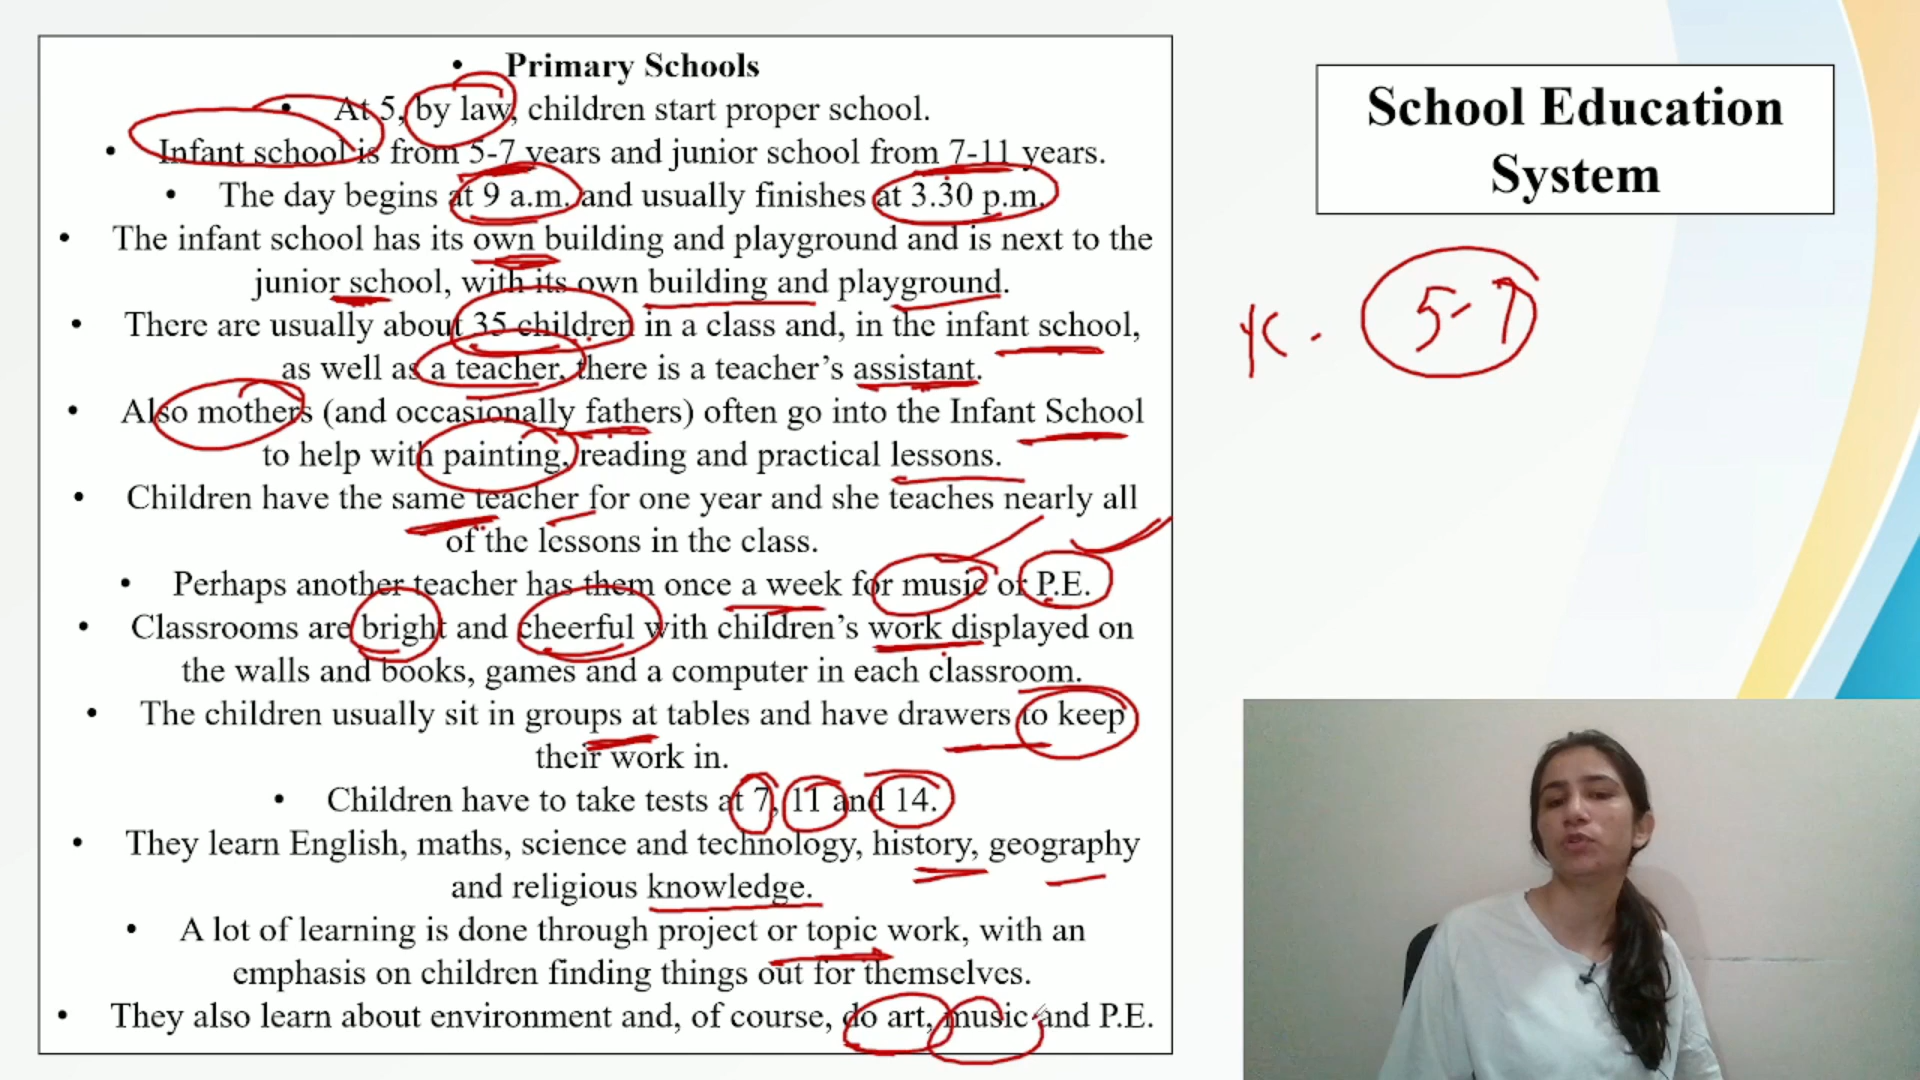 • Primary Schools
• At 5, by law, children start proper school.
• Infant school is from 5-7 years and junior school from 7-11 years.
• The day begins at 9 a.m. and usually finishes at 3.30 p.m.
• The infant school has its own building and playground and is next to the
junior school, with its own building and playground.
• There are usually about 35 children in a class and, in the infant school,
as well as a teacher, there is a teacher’s assistant.
• Also mothers (and occasionally fathers) often go into the Infant School
to help with painting, reading and practical lessons.
• Children have the same teacher for one year and she teaches nearly all
of the lessons in the class.
• Perhaps another teacher has them once a week for music or P.E.
• Classrooms are bright and cheerful with children’s work displayed on
the walls and books, games and a computer in each classroom.
• The children usually sit in groups at tables and have drawers to keep
their work in.
• Children have to take tests at 7, 11 and 14.
• They learn English, maths, science and technology, history, geography
and religious knowledge.
• A lot of learning is done through project or topic work, with an
emphasis on children finding things out for themselves.
• They also learn about environment and, of course, do art, music and P.E.
School Education
System
5-7